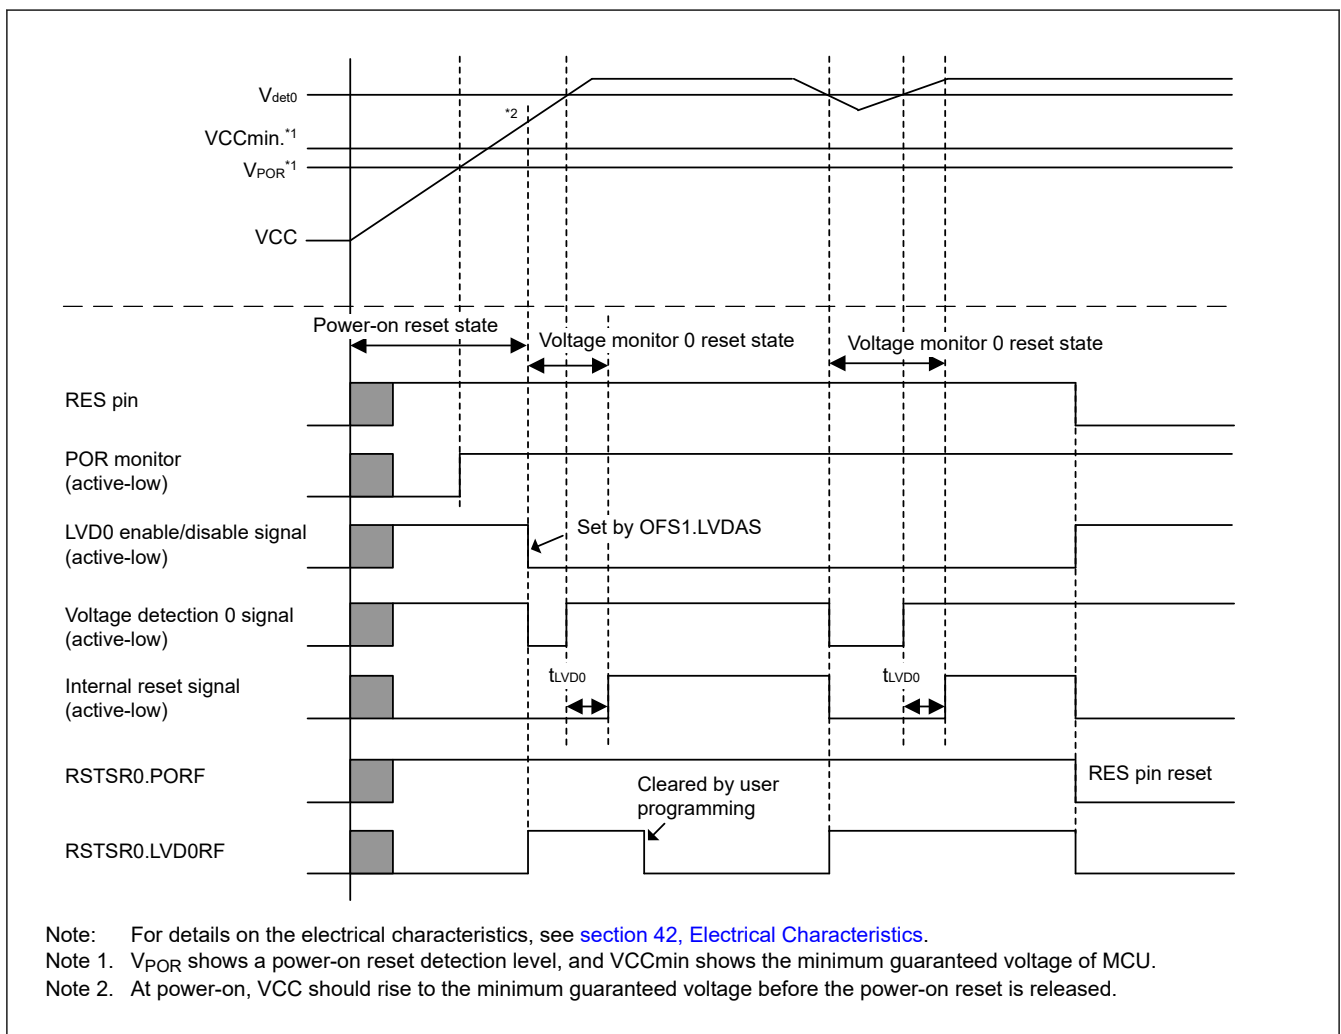 Vdet0
*2
VCCmin.*1
VPOR*1
VCC
Power-on reset state
Voltage monitor 0 reset state
Voltage monitor 0 reset state
RES pin
POR monitor
(active-low)
LVD0 enable/disable signal
(active-low)
Set by OFS1.LVDAS
Voltage detection 0 signal
(active-low)
Internal reset signal
(active-low)
tLVD0
tLVD0
RSTSR0.PORF
RES pin reset
Cleared by user
programming
RSTSR0.LVD0RF
Note: For details on the electrical characteristics, see section 42, Electrical Characteristics.
Note 1. VPOR shows a power-on reset detection level, and VCCmin shows the minimum guaranteed voltage of MCU.
Note 2. At power-on, VCC should rise to the minimum guaranteed voltage before the power-on reset is released.